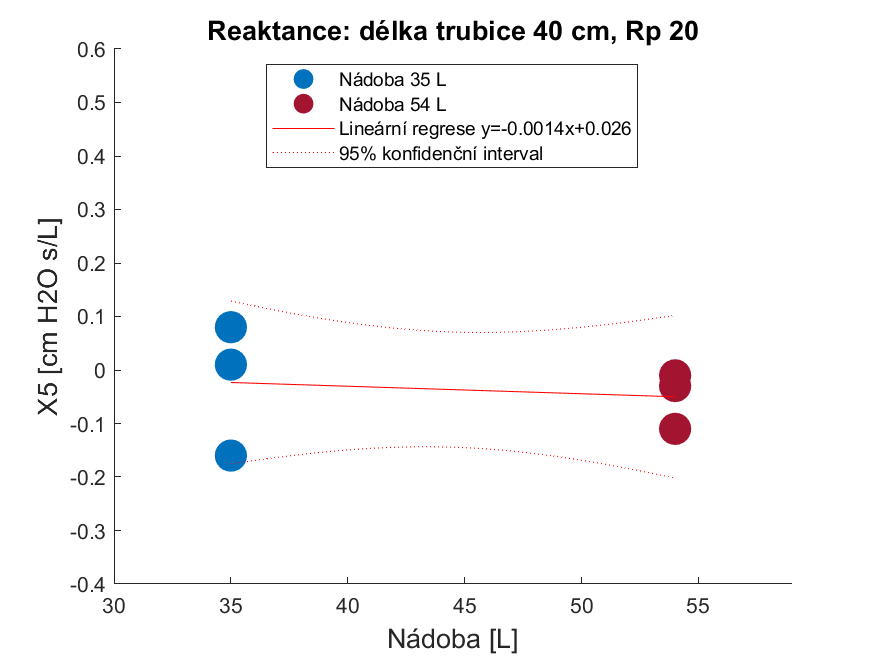 Reaktance: délka trubice 40 cm, Rp 20
Nádoba 35 L
Nádoba 54 L
Lineární regrese y=-0.0014x+0.026
95% konfidenční interval
X5 [cm H2O s/L]
0.6
0.5
0.4
0.3
0.2
0.1
0
-0.1
-0.2
-0.3
-0.4
30 35 40 45 50 55
Nádoba [L]